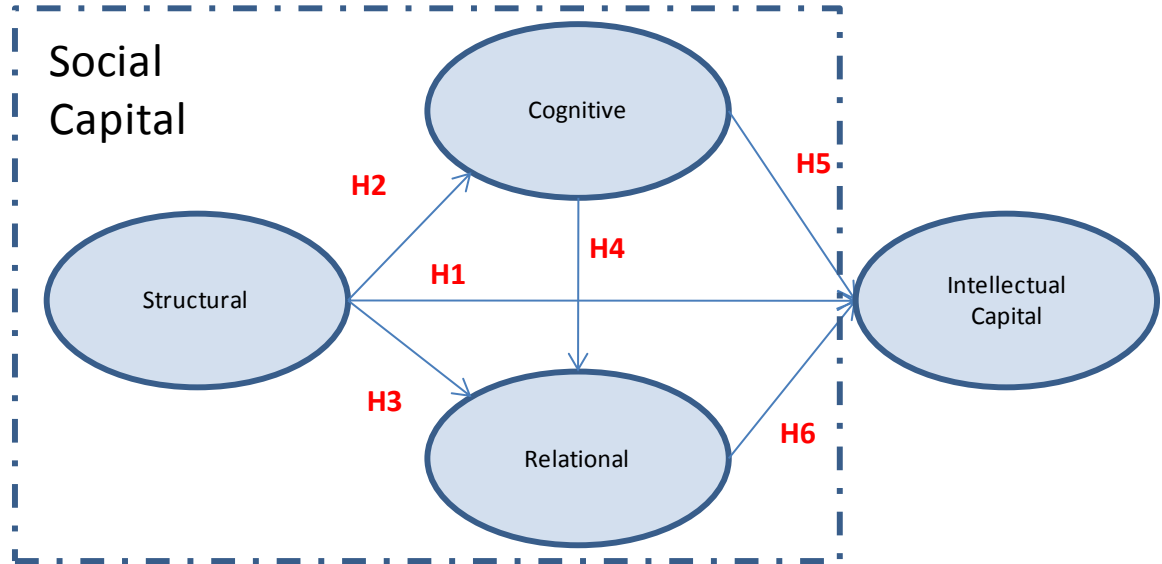 Social
Capital
Cognitive
H2
H5
H4
H1
Structural
Intellectual
Capital
H3
H6
Relational